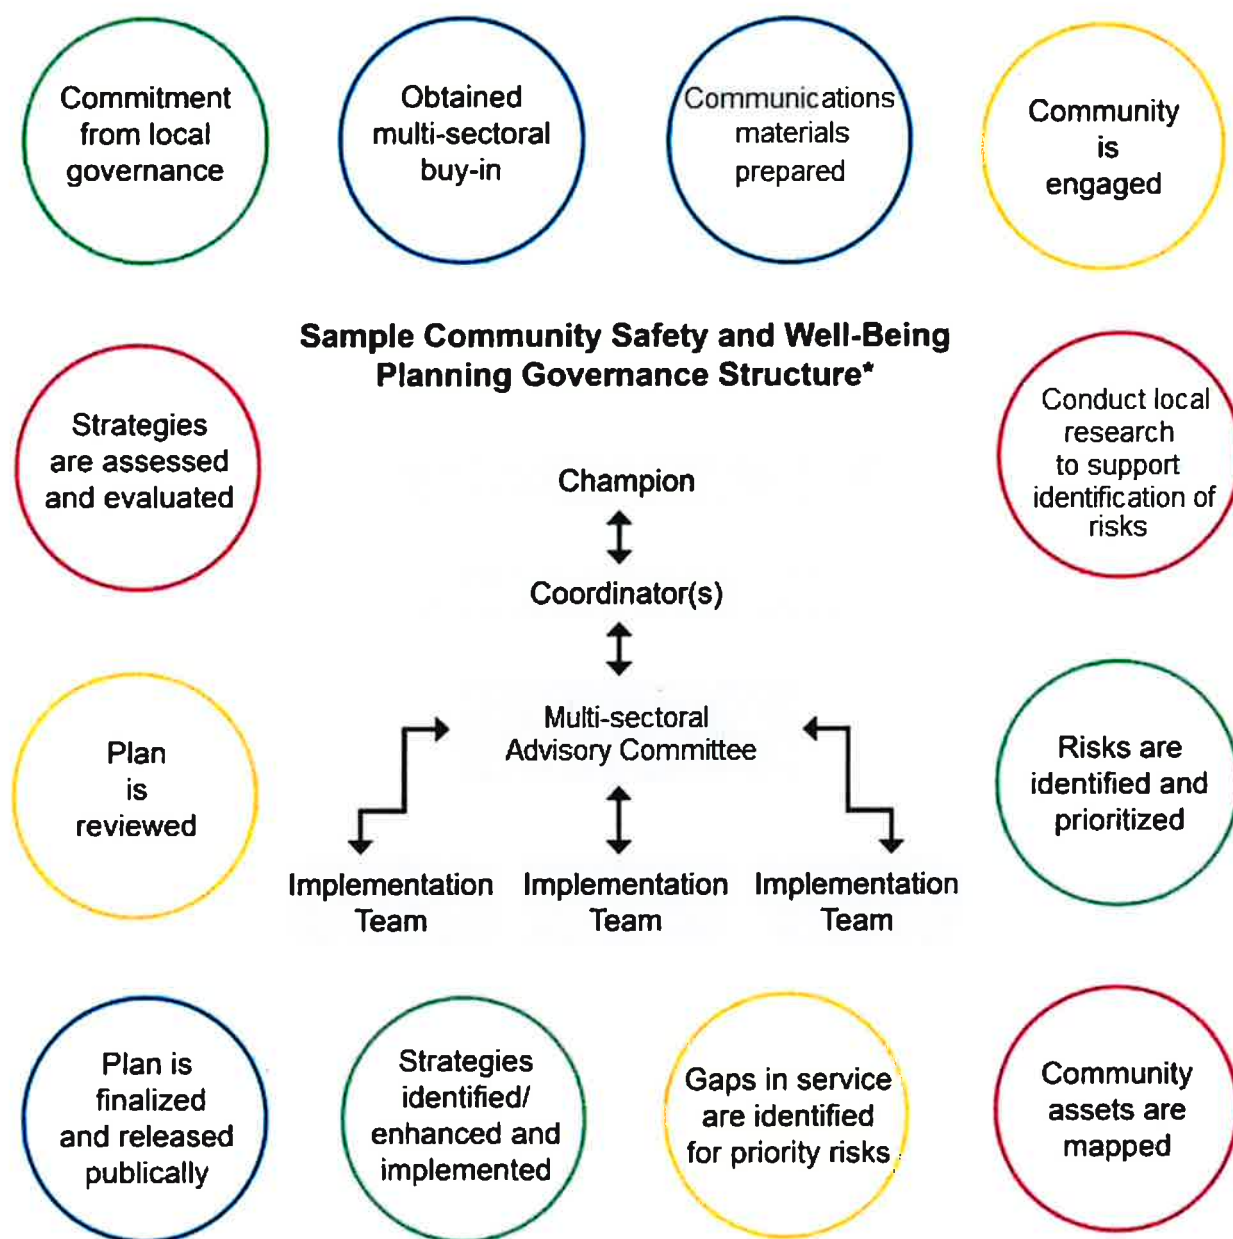 Commitment
from local
governance
Obtained
multi-sectoral
buy-in
Communications
materials
prepared
Community
is
engaged
Sample Community Safety and Well-Being
Planning Governance Structure*
Strategies
are assessed
and evaluated
Conduct local
research
to support
identification of
risks
Champion
Coordinator(s)
Multi-sectoral
Advisory Committee
Plan
is
reviewed
Risks are
identified and
prioritized
Implementation
Team
Implementation
Team
Implementation
Team
Plan is
finalized
and released
publically
Strategies
identified/
enhanced and
implemented
Gaps in service
are identified
for priority risks
Community
assets are
mapped